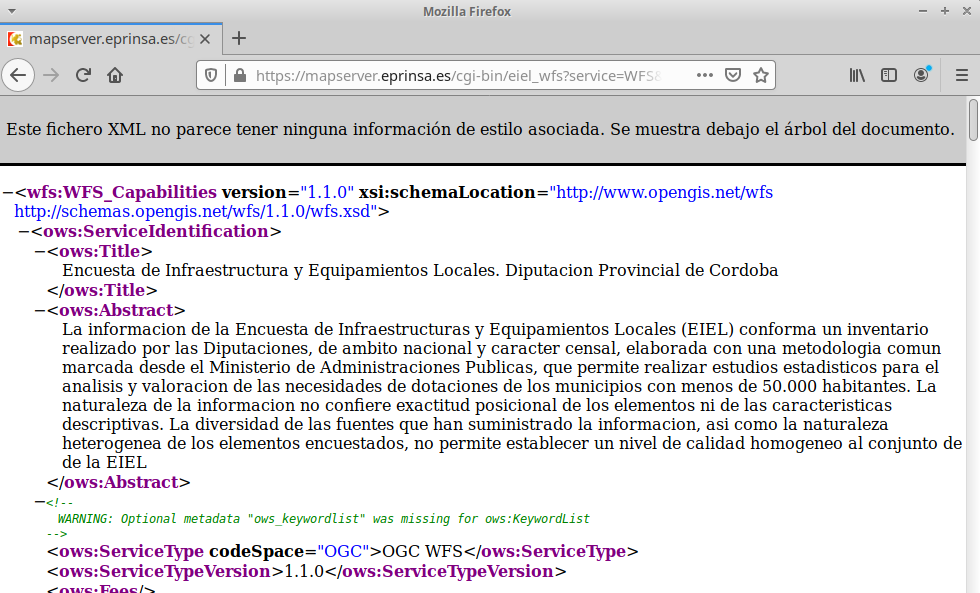 Mozilla Firefox
mapserver.eprinsa.es/cg
https://mapserver.eprinsa.es/cgi-bin/eiel_wfs?service=WFS&
Este fichero XML no parece tener ninguna información de estilo asociada. Se muestra debajo el árbol del documento.
−<wfs:WFS_Capabilities version="1.1.0" xsi:schemaLocation="http://www.opengis.net/wfs
http://schemas.opengis.net/wfs/1.1.0/wfs.xsd">
−<ows:ServiceIdentification>
−<ows:Title>
Encuesta de Infraestructura y Equipamientos Locales. Diputacion Provincial de Cordoba
</ows:Title>
−<ows:Abstract>
La informacion de la Encuesta de Infraestructuras y Equipamientos Locales (EIEL) conforma un inventario
realizado por las Diputaciones, de ambito nacional y caracter censal, elaborada con una metodologia comun
marcada desde el Ministerio de Administraciones Publicas, que permite realizar estudios estadisticos para el
analisis y valoracion de las necesidades de dotaciones de los municipios con menos de 50.000 habitantes. La
naturaleza de la informacion no confiere exactitud posicional de los elementos ni de las caracteristicas
descriptivas. La diversidad de las fuentes que han suministrado la informacion, asi como la naturaleza
heterogenea de los elementos encuestados, no permite establecer un nivel de calidad homogeneo al conjunto de
de la EIEL
</ows:Abstract>
−<!--
WARNING: Optional metadata "ows_keywordlist" was missing for ows:KeywordList
-->
<ows:ServiceType codeSpace="OGC">OGC WFS</ows:ServiceType>
<ows:ServiceTypeVersion>1.1.0</ows:ServiceTypeVersion>
<ows:Fees/>